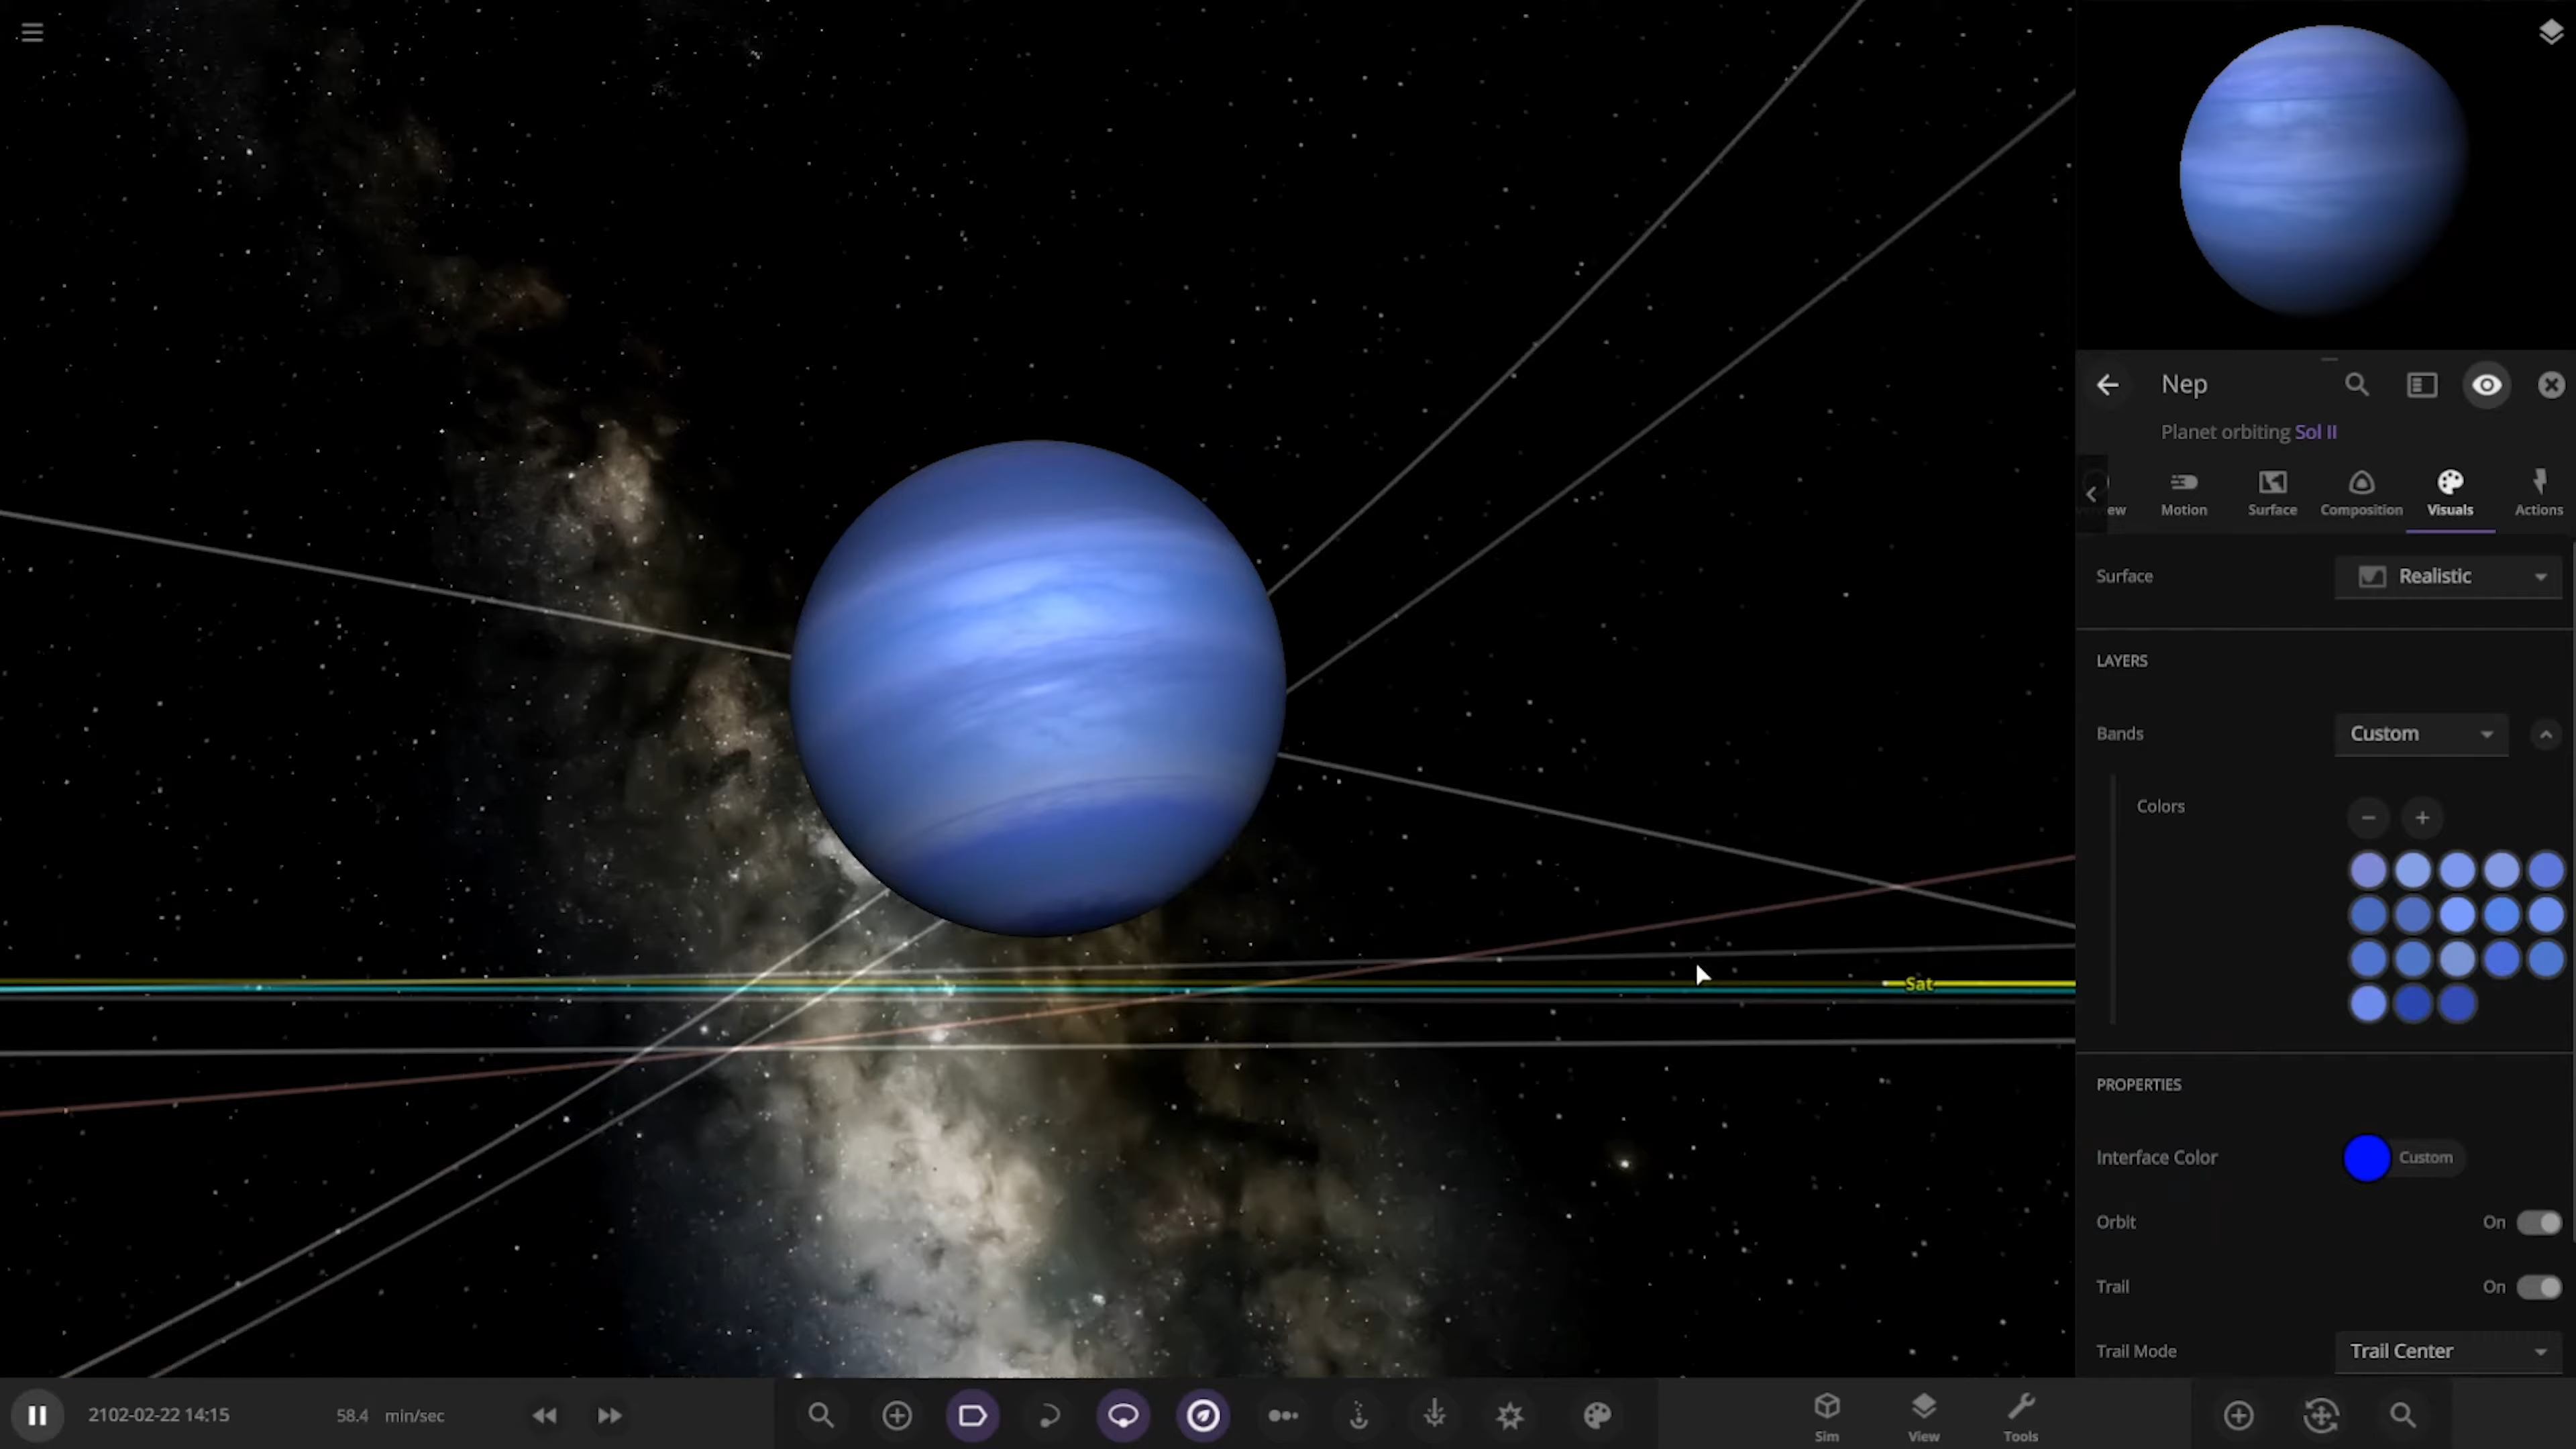 Nep
Planet orbiting Sol II
ew Motion Surface Composition Visuals Actions
Surface Realistic
LAYERS
Bands Custom
Colors
Sat
PROPERTIES
Interface Color Custom
Orbit On
Trail On
Trail Mode Trail Center
2102-02-22 14:15 58.4 min/sec
Sim View Tools